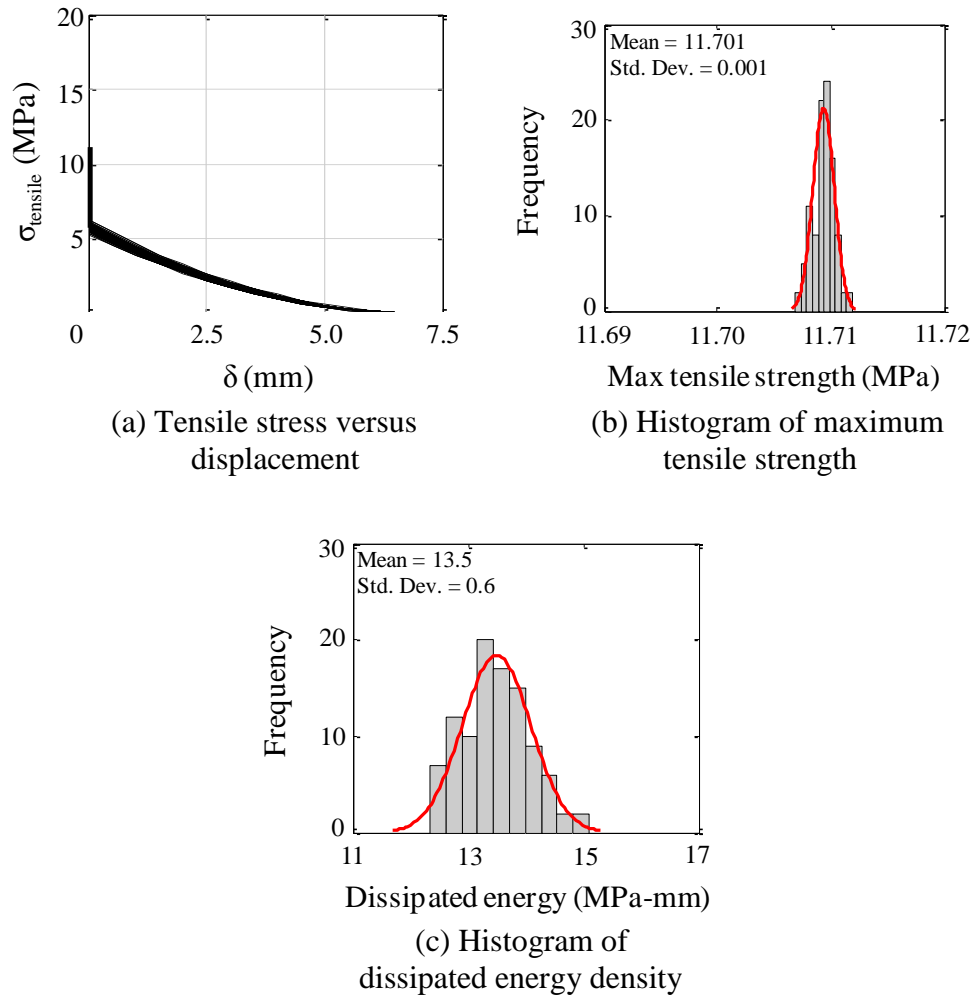 20
15
10
5
0
2.5
5.0
7.5
σtensile (MPa)
δ (mm)
(a) Tensile stress versus
displacement
30
20
10
0
Mean = 11.701
Std. Dev. = 0.001
Frequency
11.69
11.70
11.71
11.72
Max tensile strength (MPa)
(b) Histogram of maximum
tensile strength
30
20
10
0
Mean = 13.5
Std. Dev. = 0.6
Frequency
11
13
15
17
Dissipated energy (MPa-mm)
(c) Histogram of
dissipated energy density